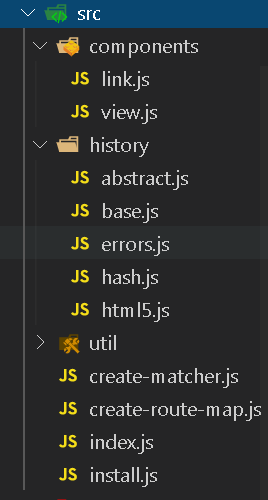 src
components
JS link.js
JS view.js
history
JS abstract.js
JS base.js
JS errors.js
JS hash.js
JS html5.js
util
JS create-matcher.js
JS create-route-map.js
JS index.js
JS install.js